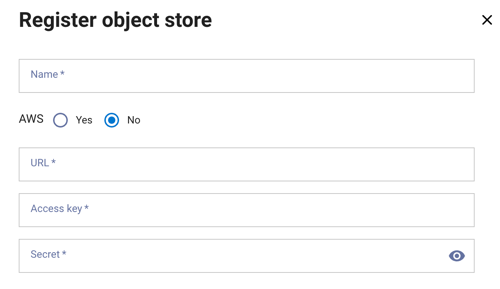 Register object store
Name *
AWS Yes No
URL *
Access key *
Secret *